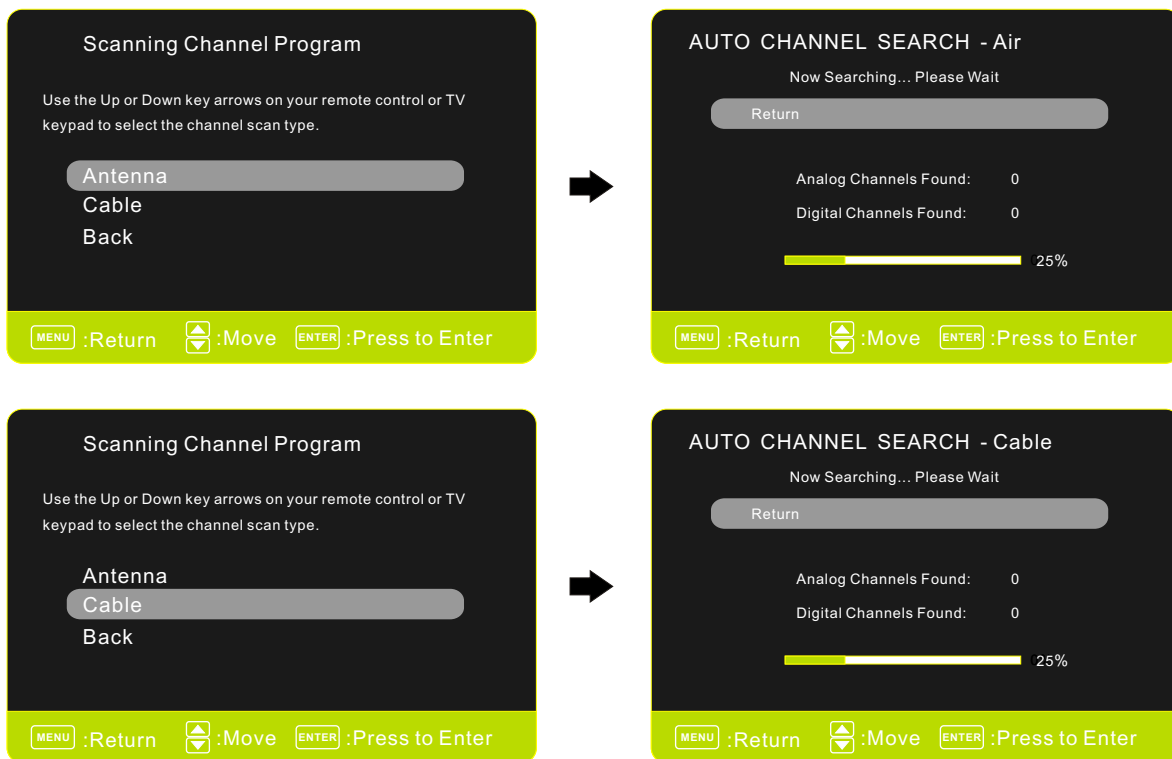 Scanning Channel Program
Use the Up or Down key arrows on your remote control or TV
keypad to select the channel scan type.
Antenna
Cable
Back
MENU :Return :Move ENTER :Press to Enter
AUTO CHANNEL SEARCH - Air
Now Searching... Please Wait
Return
Analog Channels Found: 0
Digital Channels Found: 0
25%
MENU :Return :Move ENTER :Press to Enter
Scanning Channel Program
Use the Up or Down key arrows on your remote control or TV
keypad to select the channel scan type.
Antenna
Cable
Back
MENU :Return :Move ENTER :Press to Enter
AUTO CHANNEL SEARCH - Cable
Now Searching... Please Wait
Return
Analog Channels Found: 0
Digital Channels Found: 0
25%
MENU :Return :Move ENTER :Press to Enter